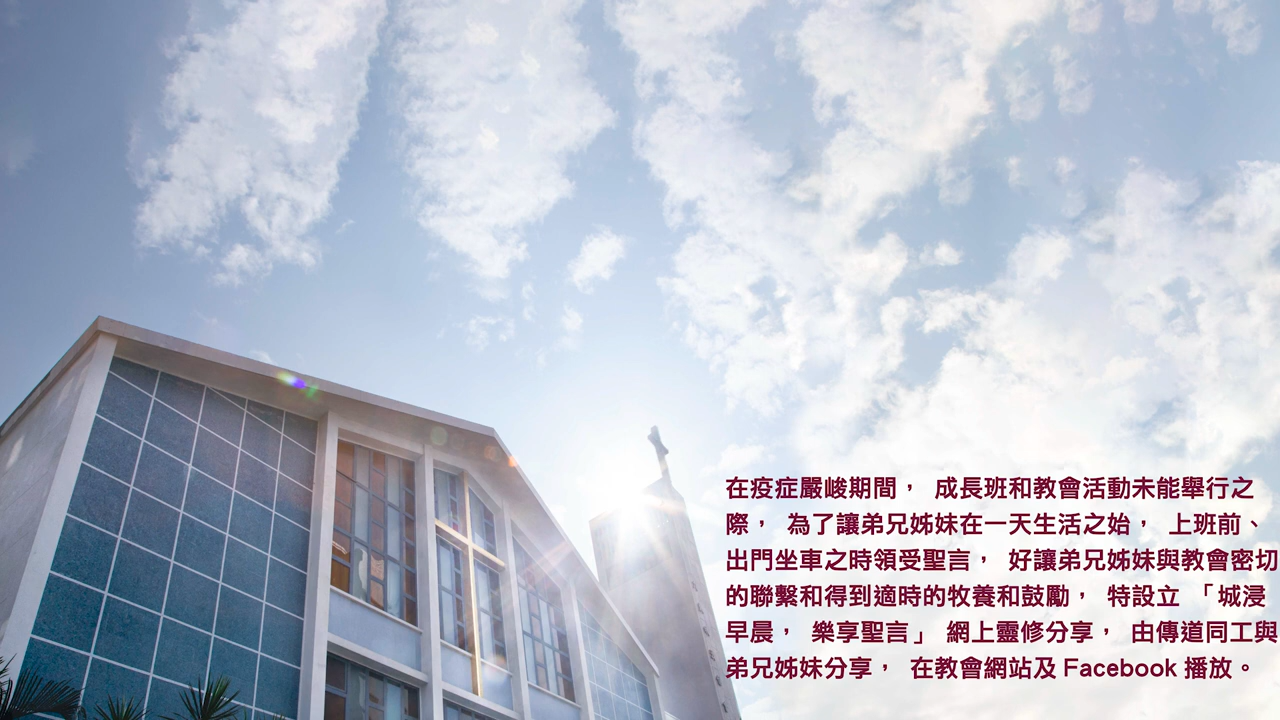 在疫症嚴峻期間， 成長班和教會活動未能舉行之
際， 為了讓弟兄姊妹在一天生活之始， 上班前、
出門坐車之時領受聖言， 好讓弟兄姊妹與教會密切
的聯繫和得到適時的牧養和鼓勵， 特設立 「城浸
早晨， 樂享聖言」 網上靈修分享， 由傳道同工與
弟兄姊妹分享， 在教會網站及 Facebook 播放。